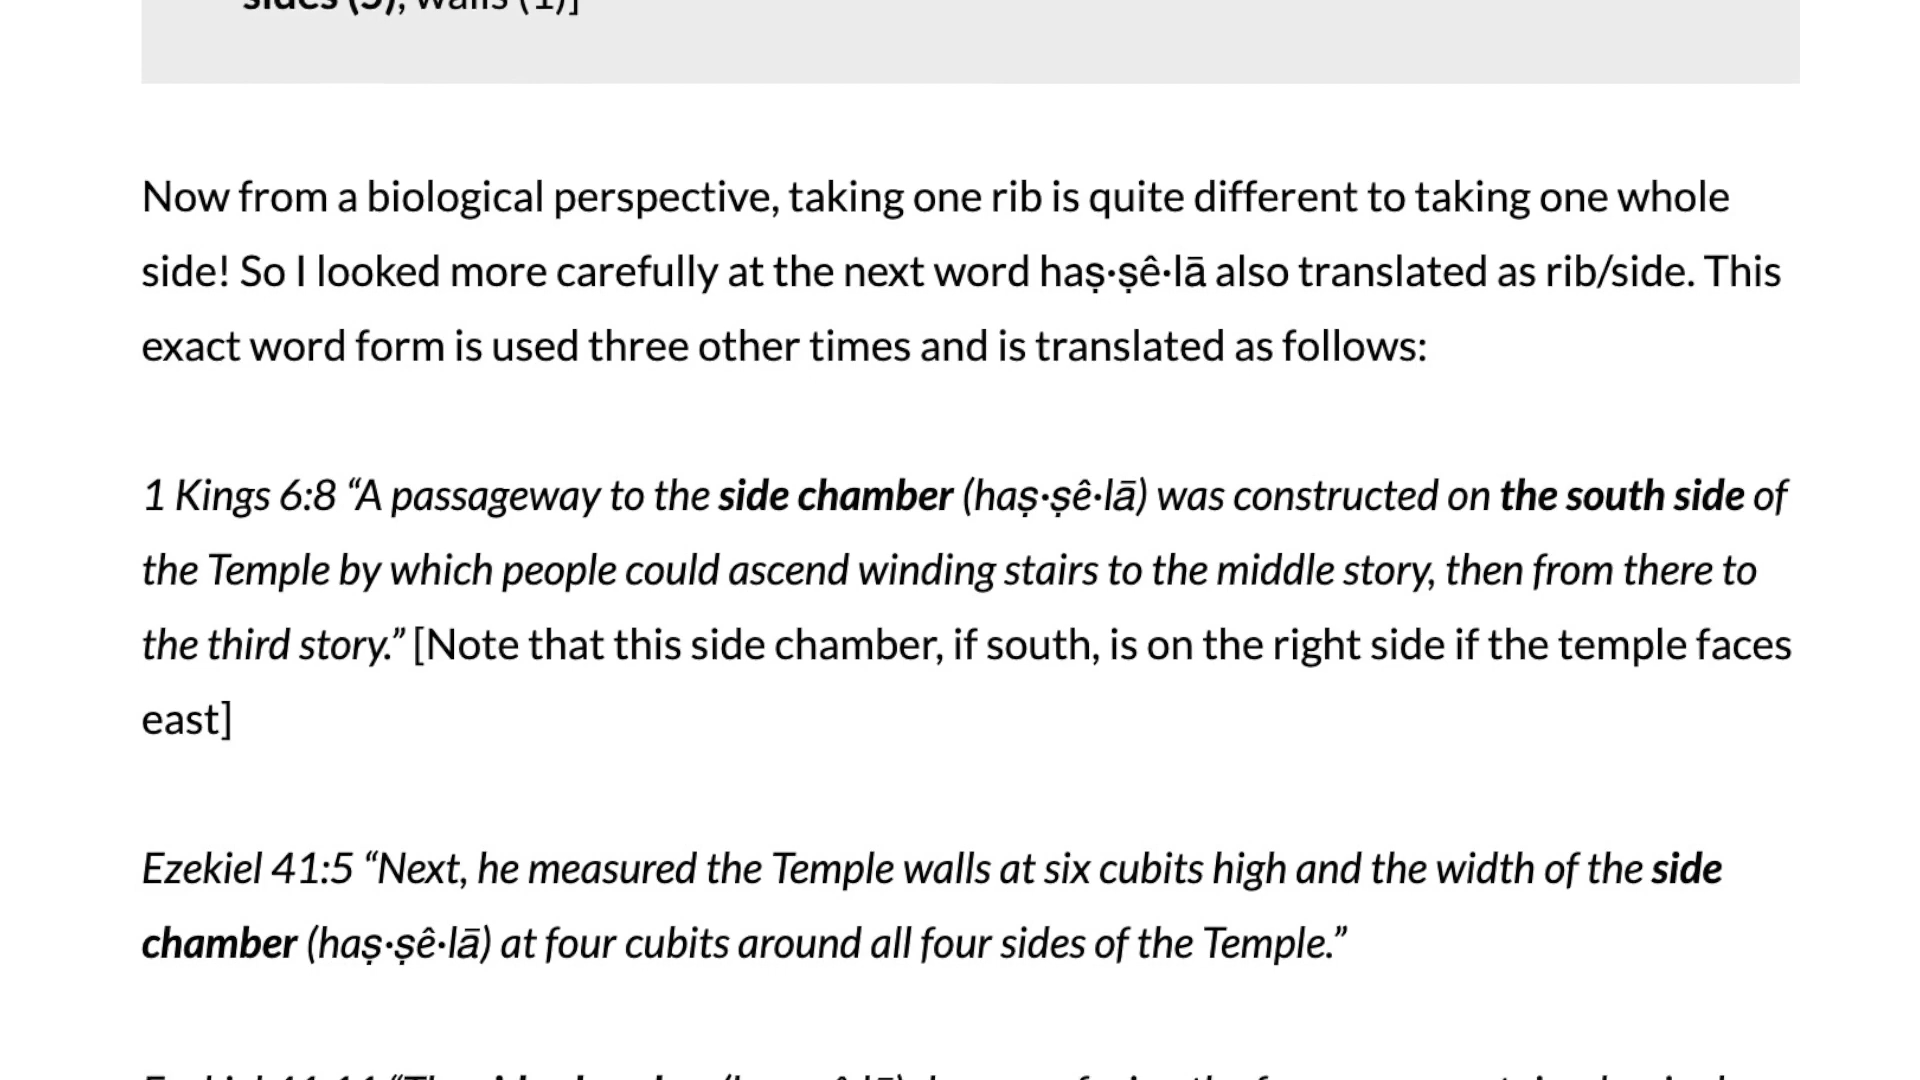 sides (5), walls (1)]
Now from a biological perspective, taking one rib is quite different to taking one whole
side! So I looked more carefully at the next word haṣ·ṣê·lā also translated as rib/side. This
exact word form is used three other times and is translated as follows:
1 Kings 6:8 “A passageway to the side chamber (haṣ·ṣê·lā) was constructed on the south side of
the Temple by which people could ascend winding stairs to the middle story, then from there to
the third story.” [Note that this side chamber, if south, is on the right side if the temple faces
east]
Ezekiel 41:5 “Next, he measured the Temple walls at six cubits high and the width of the side
chamber (haṣ·ṣê·lā) at four cubits around all four sides of the Temple.”